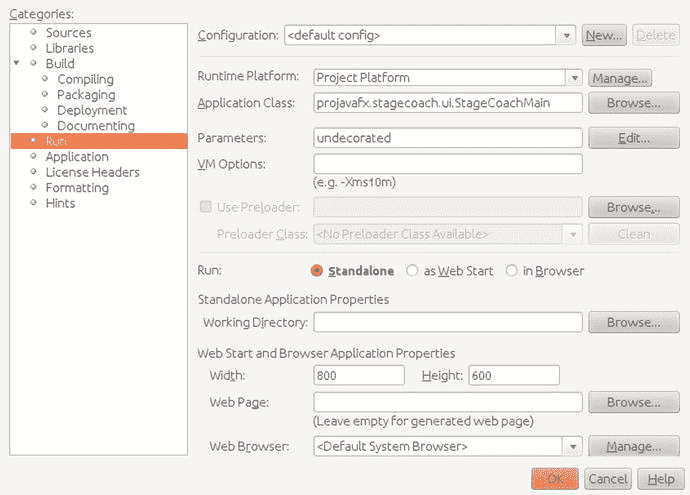 Categories:
Sources
Libraries
Build
Compiling
Packaging
Deployment
Documenting
Run
Application
License Headers
Formatting
Hints
Configuration: <default config> New... Delete
Runtime Platform: Project Platform Manage...
Application Class: projavafx.stagecoach.ui.StageCoachMain Browse...
Parameters: undecorated Edit...
VM Options:
(e.g. -Xms10m)
Use Preloader: Browse...
Preloader Class: <No Preloader Class Available> Clean
Run: Standalone as Web Start in Browser
Standalone Application Properties
Working Directory: Browse...
Web Start and Browser Application Properties
Width: 800 Height: 600
Web Page: Browse...
(Leave empty for generated web page)
Web Browser: <Default System Browser> Manage...
OK Cancel Help